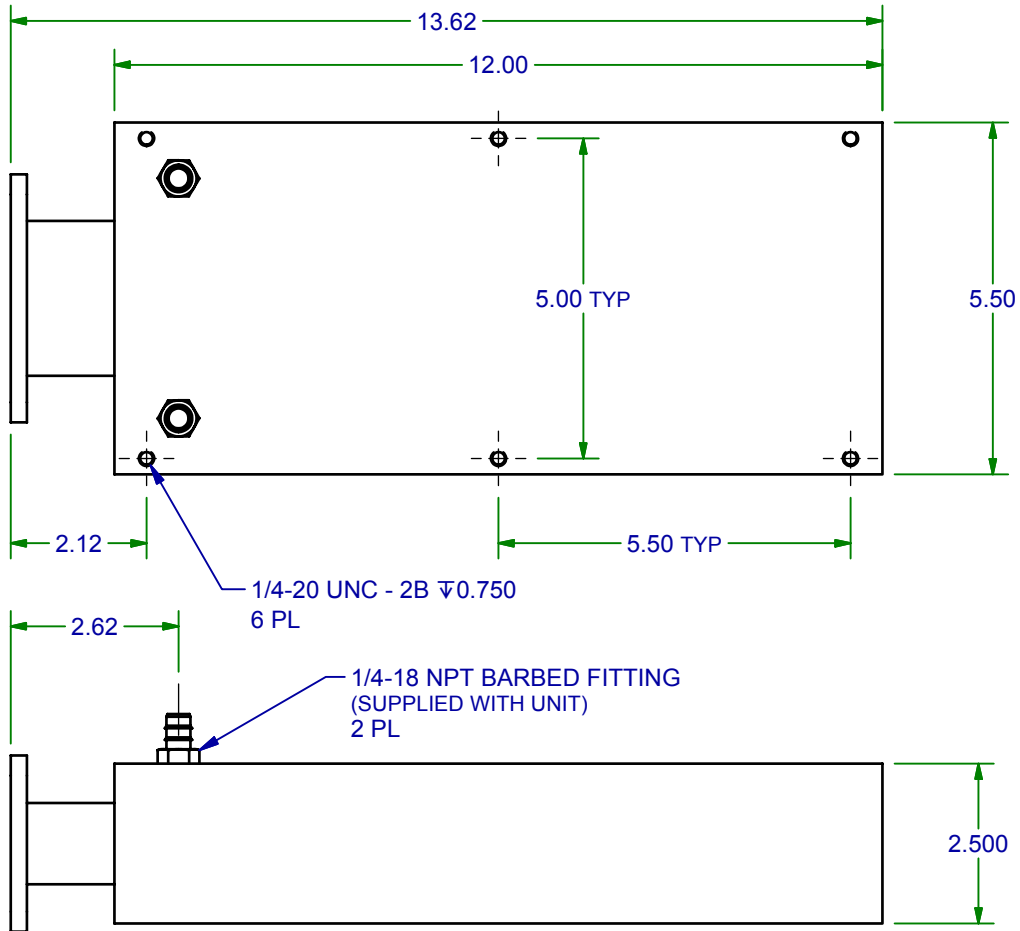 13.62
12.00
5.00 TYP
5.50
2.12
5.50 TYP
1/4-20 UNC - 2B ↧0.750
6 PL
2.62
1/4-18 NPT BARBED FITTING
(SUPPLIED WITH UNIT)
2 PL
2.500